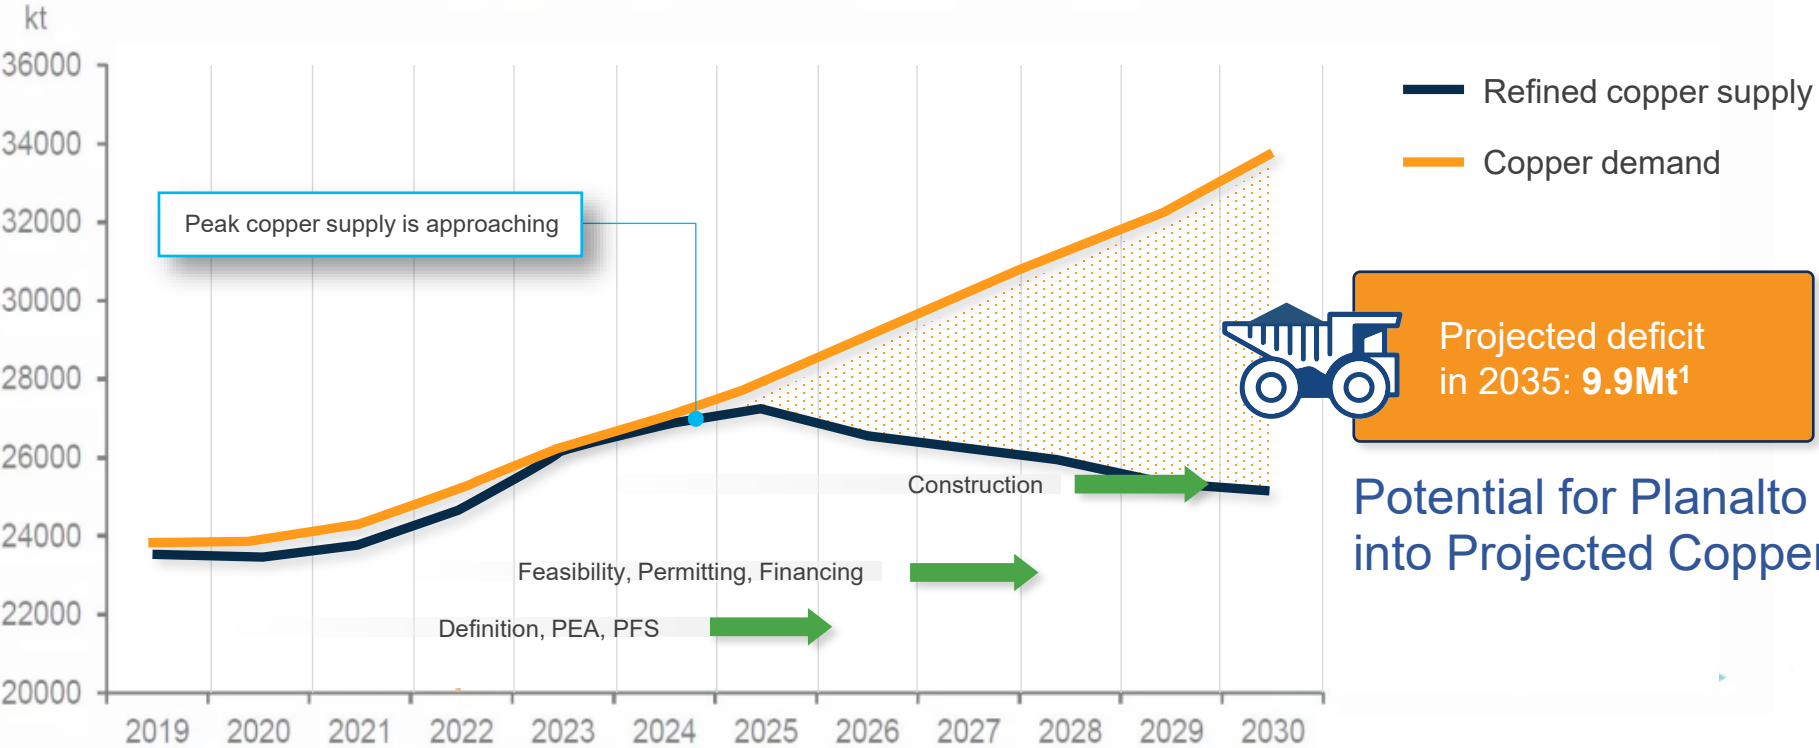 kt
36000
34000
32000
30000
28000
26000
24000
22000
20000
2019 2020 2021 2022 2023 2024 2025 2026 2027 2028 2029 2030
Peak copper supply is approaching
Construction
Feasibility, Permitting, Financing
Definition, PEA, PFS
Refined copper supply
Copper demand
Projected deficit
in 2035: 9.9Mt¹
Potential for Planalto
into Projected Copper